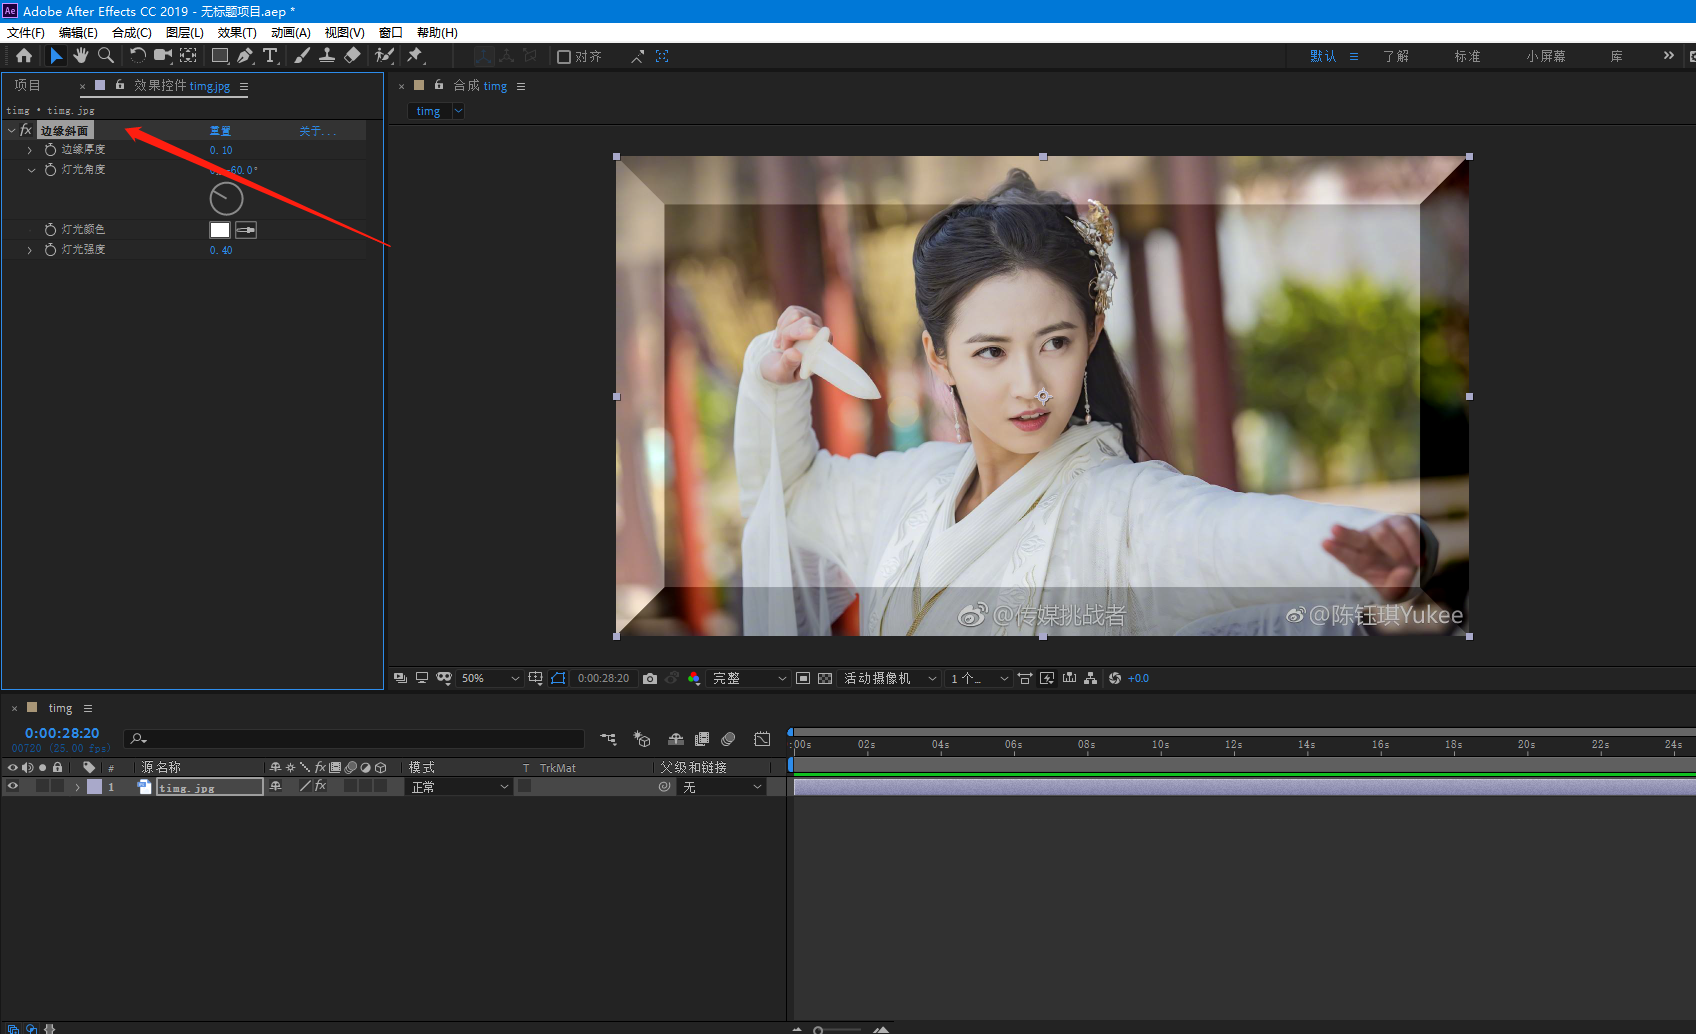 Ae Adobe After Effects CC 2019 - 无标题项目.aep *
文件(F) 编辑(E) 合成(C) 图层(L) 效果(T) 动画(A) 视图(V) 窗口 帮助(H)
对齐 默认 了解 标准 小屏幕 库
项目 效果控件 timg.jpg
合成 timg
timg • timg.jpg
timg
fx 边缘斜面 重置 关于...
边缘厚度 0.10
灯光角度 -60.0°
灯光颜色
灯光强度 0.40
@传媒挑战者 @陈钰琪Yukee
50% 0:00:28:20 完整 活动摄像机 1 个... +0.0
timg
0:00:28:20
00720 (25.00 fps)
:00s 02s 04s 06s 08s 10s 12s 14s 16s 18s 20s 22s 24s
# 源名称 fx 模式 T TrkMat 父级和链接
1 timg.jpg fx 正常 无